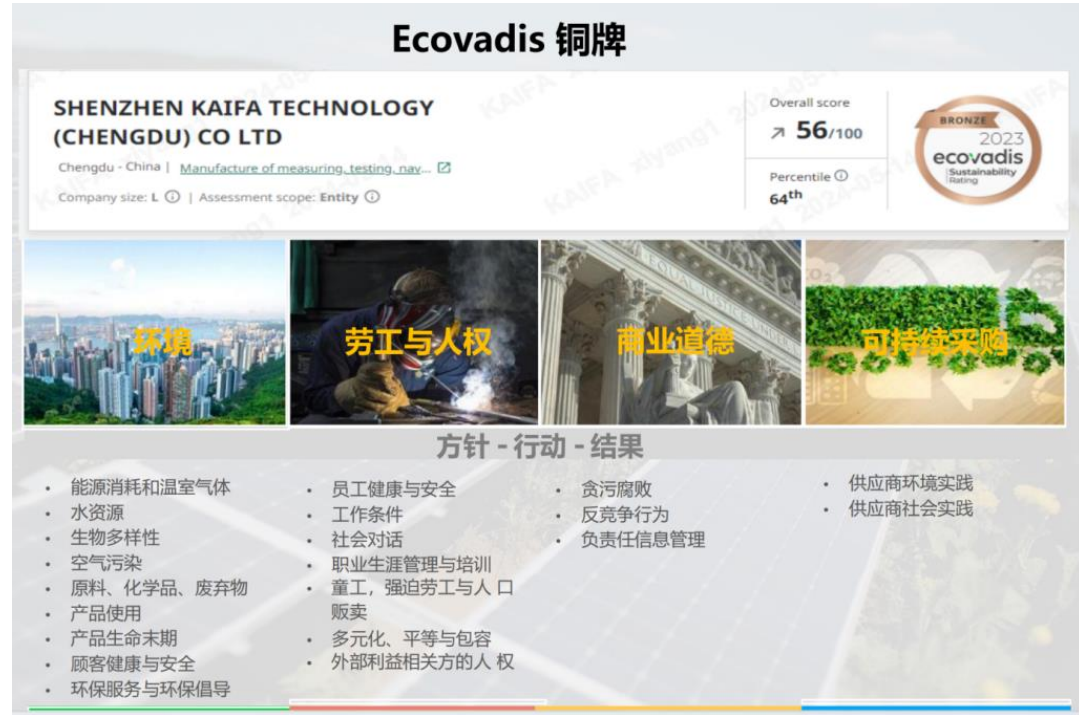 Ecovadis 铜牌
SHENZHEN KAIFA TECHNOLOGY
(CHENGDU) CO LTD
Chengdu - China | Manufacture of measuring, testing, nav...
Company size: L | Assessment scope: Entity
Overall score
56/100
Percentile
64th
BRONZE
2023
ecovadis
Sustainability
Rating
环境
劳工与人权
EQUAL JUSTICE UNDER
商业道德
CO2
可持续采购
方针 - 行动 - 结果
• 能源消耗和温室气体
• 水资源
• 生物多样性
• 空气污染
• 原料、化学品、废弃物
• 产品使用
• 产品生命末期
• 顾客健康与安全
• 环保服务与环保倡导
• 员工健康与安全
• 工作条件
• 社会对话
• 职业生涯管理与培训
• 童工，强迫劳工与人 口
贩卖
• 多元化、平等与包容
• 外部利益相关方的人 权
• 贪污腐败
• 反竞争行为
• 负责任信息管理
• 供应商环境实践
• 供应商社会实践